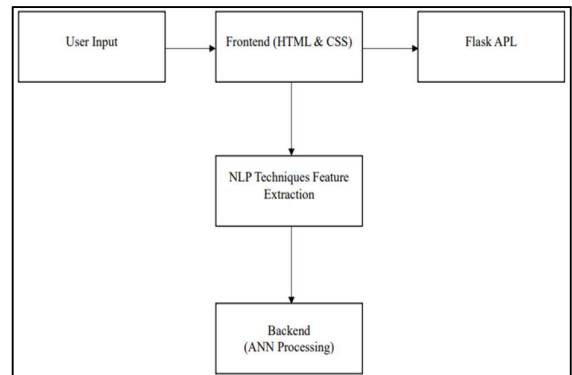 User Input
Frontend (HTML & CSS)
Flask APL
NLP Techniques Feature
Extraction
Backend
(ANN Processing)